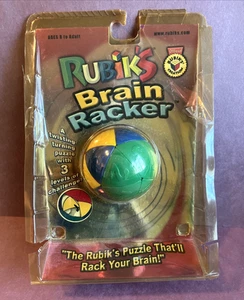 AGES 8 to Adult
www.rubiks.com
RUBIK'S
Brain
Racker
A
twisting
turning
puzzle
with
3
levels of
challenge!
"The Rubik's Puzzle That'll
Rack Your Brain!"